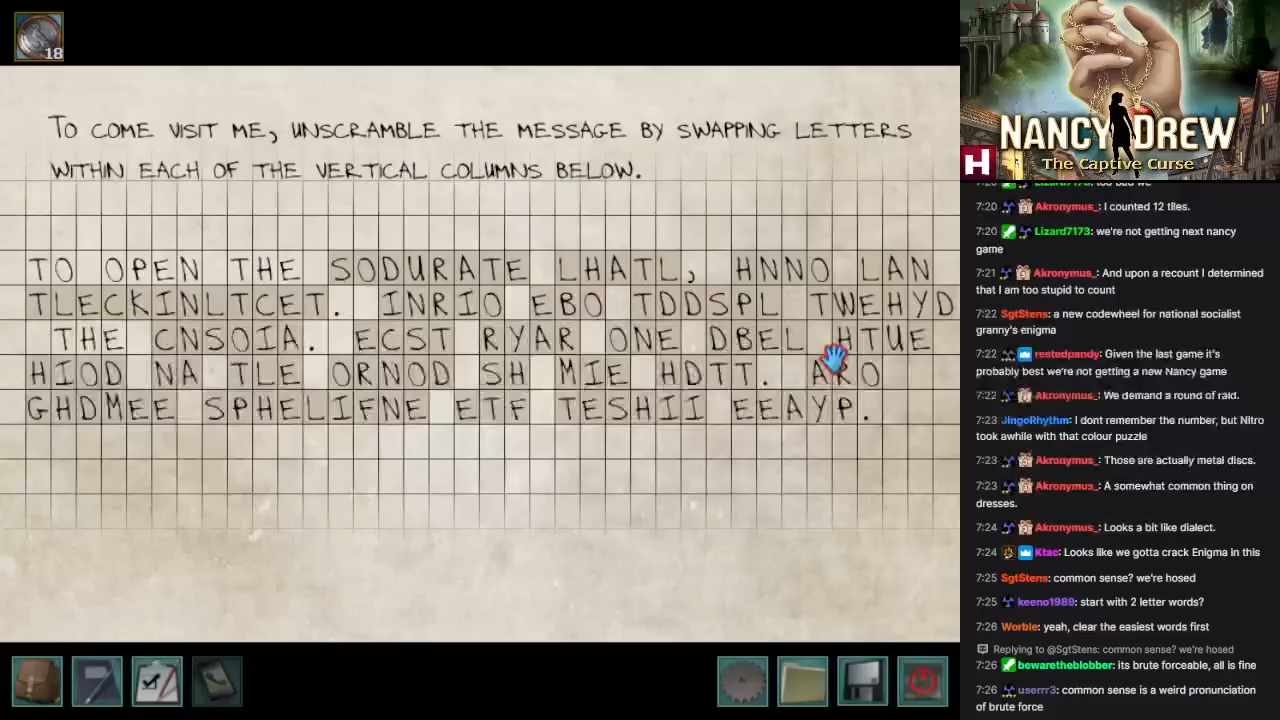 18
TO COME VISIT ME, UNSCRAMBLE THE MESSAGE BY SWAPPING LETTERS
WITHIN EACH OF THE VERTICAL COLUMNS BELOW.
TO OPEN THE SODURATE LHATL, HNNO LAN
TLECKINLTCET. INRIO EBO TDDSPL TWEHYD
THE CNSOIA. ECST RYAR ONE DBEL HTUE
HIOD NA TLE ORNOD SH MIE HDTT. ARO
GHDMEE SPHELIFNE ETF TESHII EEAYP.
NANCY DREW
The Captive Curse
H
7:20 Lizard7173: too bad we
7:20 Akronymus_: I counted 12 tiles.
7:20 Lizard7173: we're not getting next nancy
game
7:21 Akronymus_: And upon a recount I determined
that I am too stupid to count
7:22 SgtStens: a new codewheel for national socialist
granny's enigma
7:22 restedpandy: Given the last game it's
probably best we're not getting a new Nancy game
7:22 Akronymus_: We demand a round of raid.
7:23 JingoRhythm: I dont remember the number, but Nitro
took awhile with that colour puzzle
7:23 Akronymus_: Those are actually metal discs.
7:23 Akronymus_: A somewhat common thing on
dresses.
7:24 Akronymus_: Looks a bit like dialect.
7:24 Ktac: Looks like we gotta crack Enigma in this
7:25 SgtStens: common sense? we're hosed
7:25 keeno1989: start with 2 letter words?
7:26 Worble: yeah, clear the easiest words first
Replying to @SgtStens: common sense? we're hosed
7:26 bewaretheblobber: its brute forceable, all is fine
7:26 userrr3: common sense is a weird pronunciation
of brute force